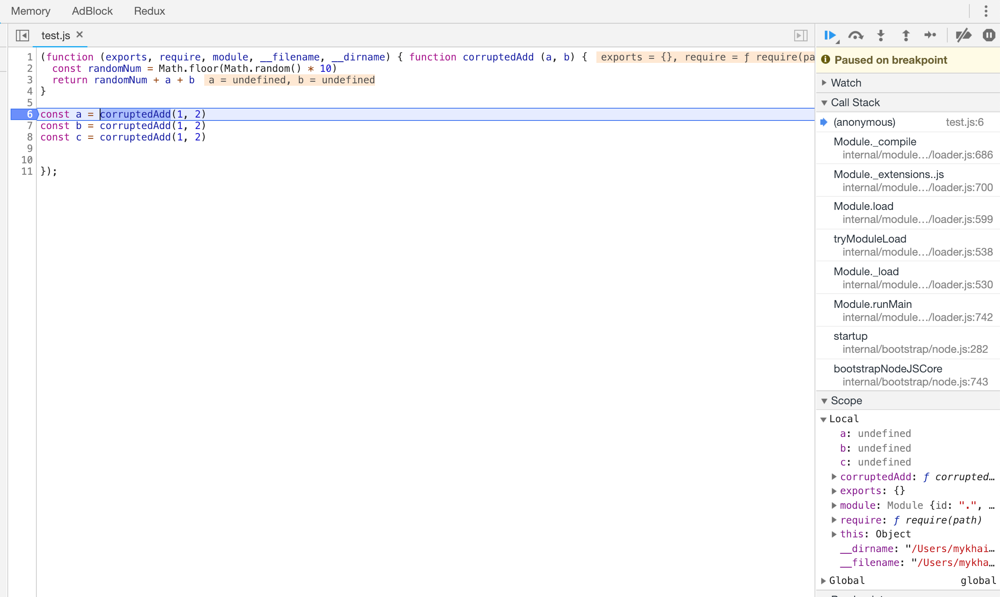 Memory AdBlock Redux
test.js ×
1 (function (exports, require, module, __filename, __dirname) { function corruptedAdd (a, b) { exports = {}, require = ƒ require(pa
2 const randomNum = Math.floor(Math.random() * 10)
3 return randomNum + a + b a = undefined, b = undefined
4 }
5
6 const a = corruptedAdd(1, 2)
7 const b = corruptedAdd(1, 2)
8 const c = corruptedAdd(1, 2)
9
10
11 });
Paused on breakpoint
Watch
Call Stack
(anonymous) test.js:6
Module._compile
internal/module…/loader.js:686
Module._extensions..js
internal/module…/loader.js:700
Module.load
internal/module…/loader.js:599
tryModuleLoad
internal/module…/loader.js:538
Module._load
internal/module…/loader.js:530
Module.runMain
internal/module…/loader.js:742
startup
internal/bootstrap/node.js:282
bootstrapNodeJSCore
internal/bootstrap/node.js:743
Scope
Local
a: undefined
b: undefined
c: undefined
corruptedAdd: ƒ corrupted…
exports: {}
module: Module {id: ".", …
require: ƒ require(path)
this: Object
__dirname: "/Users/mykhai…
__filename: "/Users/mykha…
Global global